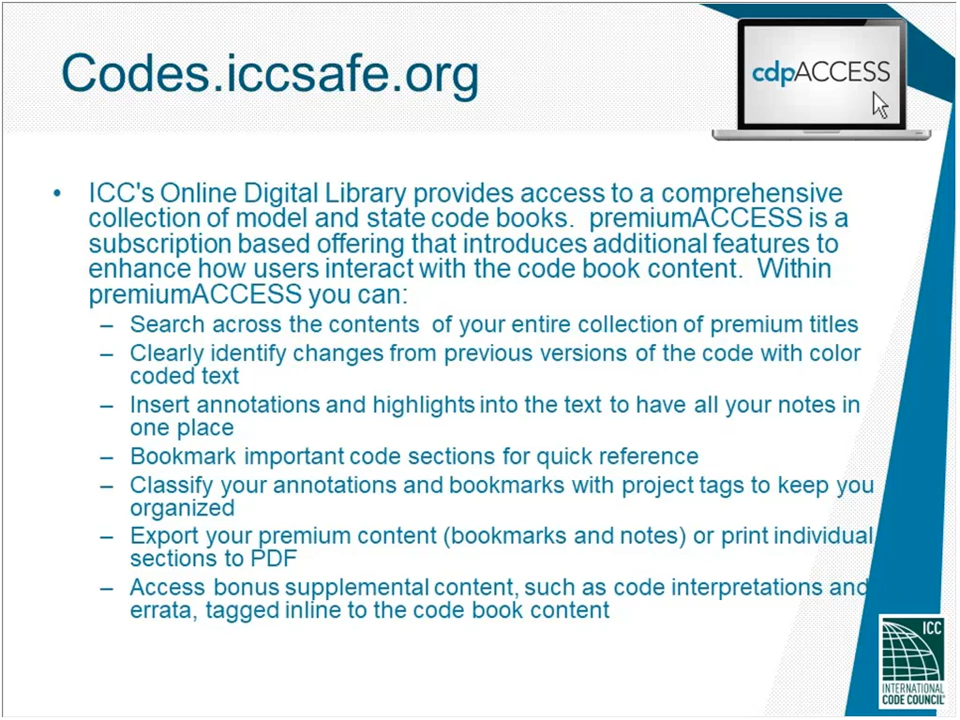 Codes.iccsafe.org
cdpACCESS
• ICC's Online Digital Library provides access to a comprehensive
collection of model and state code books.  premiumACCESS is a
subscription based offering that introduces additional features to
enhance how users interact with the code book content.  Within
premiumACCESS you can:
– Search across the contents  of your entire collection of premium titles
– Clearly identify changes from previous versions of the code with color
coded text
– Insert annotations and highlights into the text to have all your notes in
one place
– Bookmark important code sections for quick reference
– Classify your annotations and bookmarks with project tags to keep you
organized
– Export your premium content (bookmarks and notes) or print individual
sections to PDF
– Access bonus supplemental content, such as code interpretations and
errata, tagged inline to the code book content
ICC
INTERNATIONAL
CODE COUNCIL